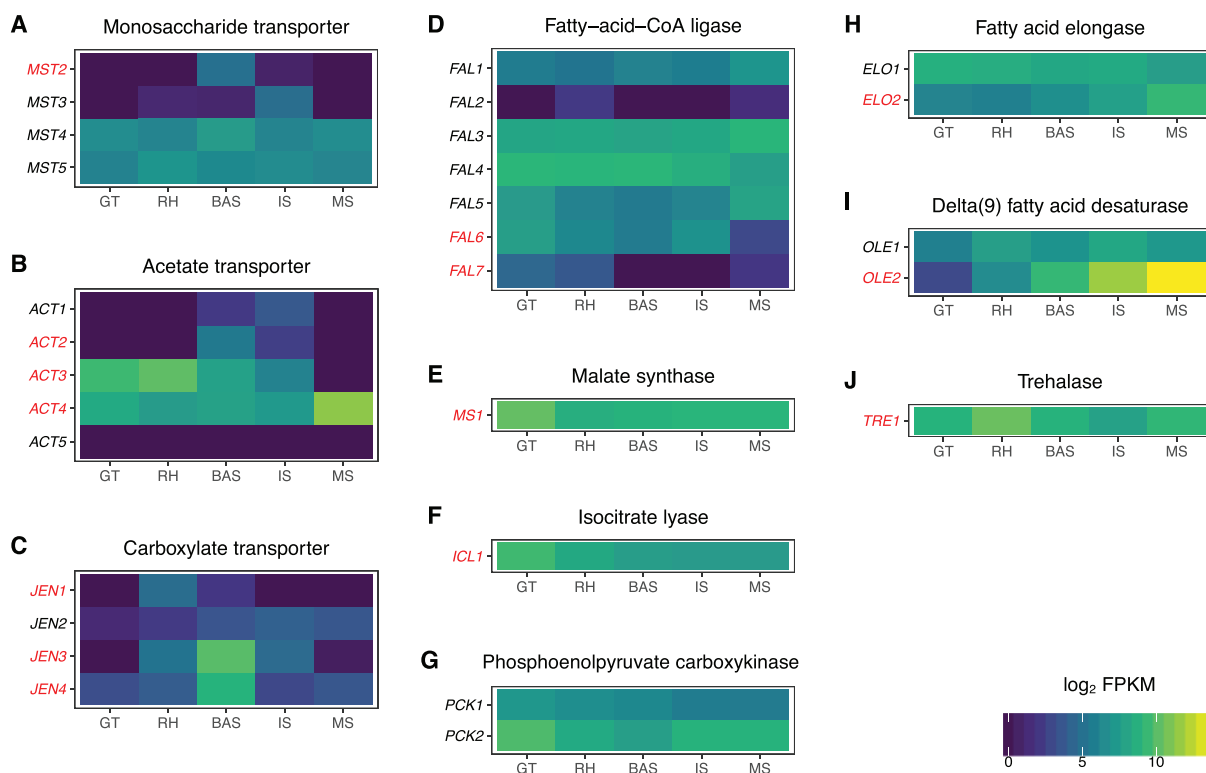 A
Monosaccharide transporter
MST2
MST3
MST4
MST5
GT RH BAS IS MS
B
Acetate transporter
ACT1
ACT2
ACT3
ACT4
ACT5
GT RH BAS IS MS
C
Carboxylate transporter
JEN1
JEN2
JEN3
JEN4
GT RH BAS IS MS
D
Fatty−acid−CoA ligase
FAL1
FAL2
FAL3
FAL4
FAL5
FAL6
FAL7
GT RH BAS IS MS
E
Malate synthase
MS1
GT RH BAS IS MS
F
Isocitrate lyase
ICL1
GT RH BAS IS MS
G
Phosphoenolpyruvate carboxykinase
PCK1
PCK2
GT RH BAS IS MS
H
Fatty acid elongase
ELO1
ELO2
GT RH BAS IS MS
I
Delta(9) fatty acid desaturase
OLE1
OLE2
GT RH BAS IS MS
J
Trehalase
TRE1
GT RH BAS IS MS
log₂ FPKM
0 5 10